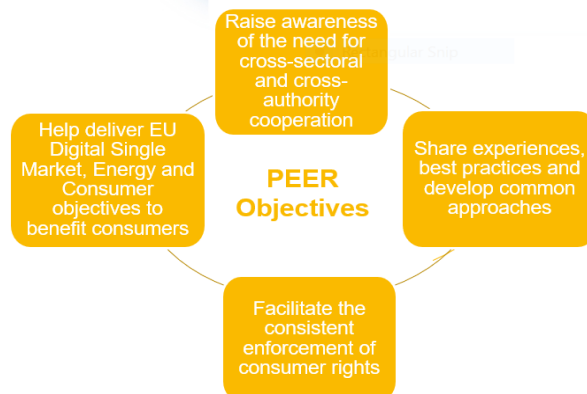 Raise awareness
of the need for
cross-sectoral
and cross-
authority
cooperation
Help deliver EU
Digital Single
Market, Energy and
Consumer
objectives to
benefit consumers
PEER
Objectives
Share experiences,
best practices and
develop common
approaches
Facilitate the
consistent
enforcement of
consumer rights